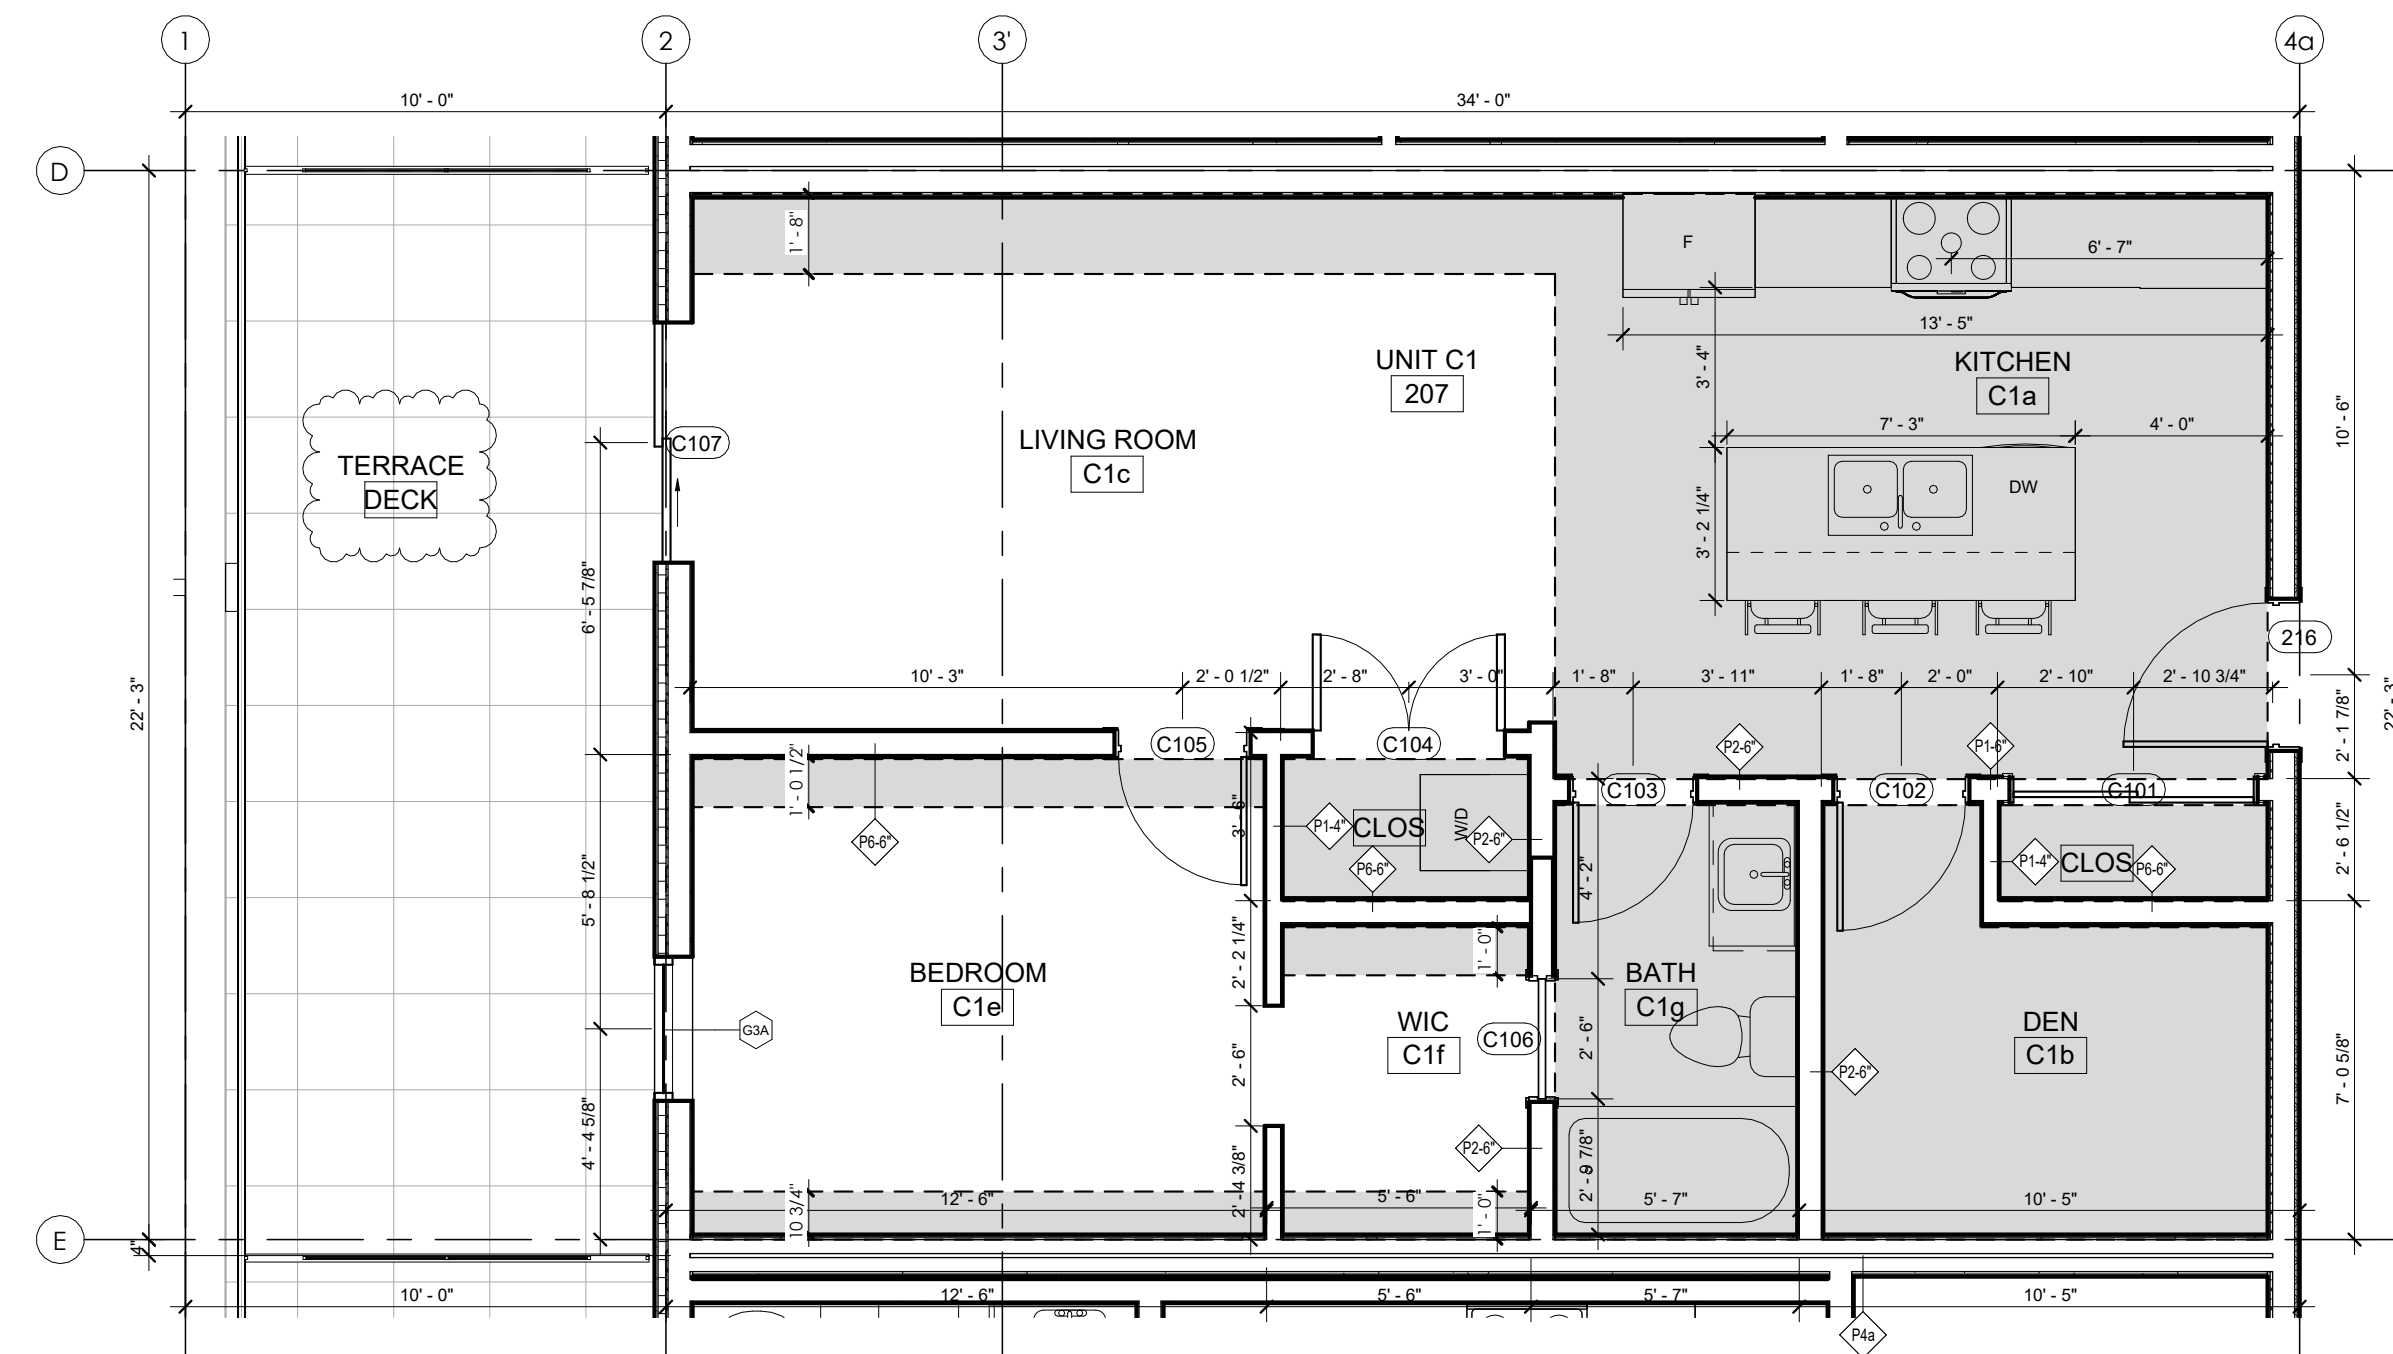 1
2
3'
4a
10' - 0"
34' - 0"
D
1' - 8"
F
6' - 7"
13' - 5"
UNIT C1
207
KITCHEN
C1a
3' - 4"
10' - 6"
7' - 3"
4' - 0"
LIVING ROOM
C1c
C107
TERRACE
DECK
DW
3' - 2 1/4"
6' - 5 7/8"
216
22' - 3"
22' - 3"
10' - 3"
2' - 0 1/2"
2' - 8"
3' - 0"
1' - 8"
3' - 11"
1' - 8"
2' - 0"
2' - 10"
2' - 10 3/4"
2' - 1 7/8"
C105
C104
P2-6"
P1-6"
1' - 0 1/2"
C103
C102
C101
3' - 6"
P6-6"
P1-4"
CLOS
W/D
P2-6"
P6-6"
4' - 2"
P1-4"
CLOS
P6-6"
2' - 6 1/2"
5' - 8 1/2"
2' - 2 1/4"
1' - 0"
BEDROOM
C1e
BATH
C1g
G3A
WIC
C1f
C106
2' - 6"
2' - 6"
DEN
C1b
P2-6"
7' - 0 5/8"
4' - 4 5/8"
P2-6"
2' - 4 3/8"
10 3/4"
12' - 6"
5' - 6"
1' - 0"
5' - 7"
10' - 5"
E
4"
10' - 0"
12' - 6"
5' - 6"
5' - 7"
10' - 5"
P4a